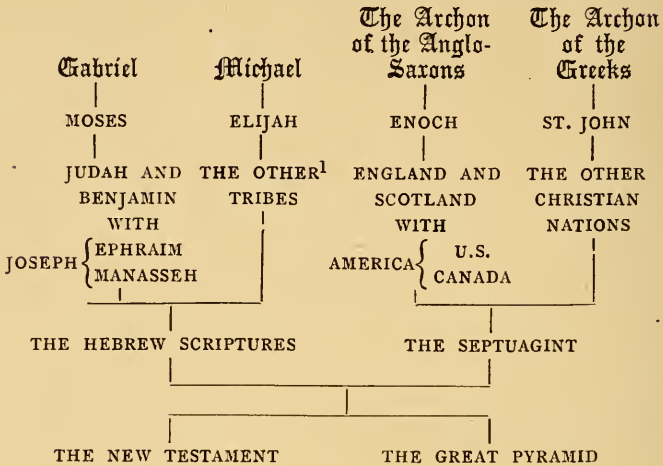 The Archon
of the Anglo-
Saxons
The Archon
of the
Greeks
Gabriel
Michael
MOSES
ELIJAH
ENOCH
ST. JOHN
JUDAH AND
BENJAMIN
WITH
JOSEPH { EPHRAIM
MANASSEH
THE OTHER¹
TRIBES
ENGLAND AND
SCOTLAND
WITH
AMERICA { U.S.
CANADA
THE OTHER
CHRISTIAN
NATIONS
THE HEBREW SCRIPTURES
THE SEPTUAGINT
THE NEW TESTAMENT
THE GREAT PYRAMID